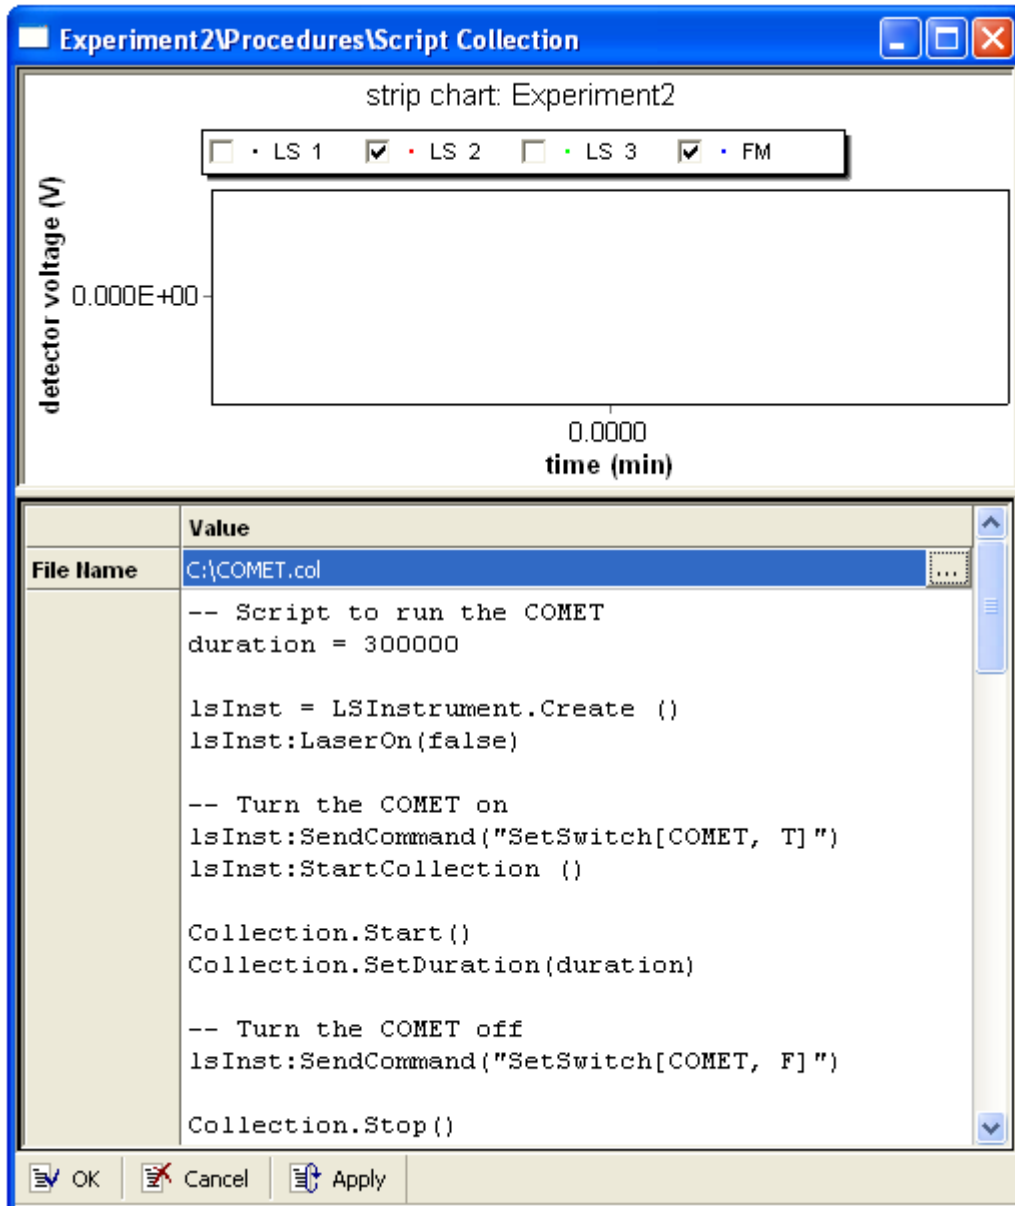 Experiment2\Procedures\Script Collection
strip chart: Experiment2
LS 1 LS 2 LS 3 FM
detector voltage (V)
0.000E+00
0.0000
time (min)
Value
File Name C:\COMET.col ...
-- Script to run the COMET
duration = 300000
lsInst = LSInstrument.Create ()
lsInst:LaserOn(false)
-- Turn the COMET on
lsInst:SendCommand("SetSwitch[COMET, T]")
lsInst:StartCollection ()
Collection.Start()
Collection.SetDuration(duration)
-- Turn the COMET off
lsInst:SendCommand("SetSwitch[COMET, F]")
Collection.Stop()
OK Cancel Apply